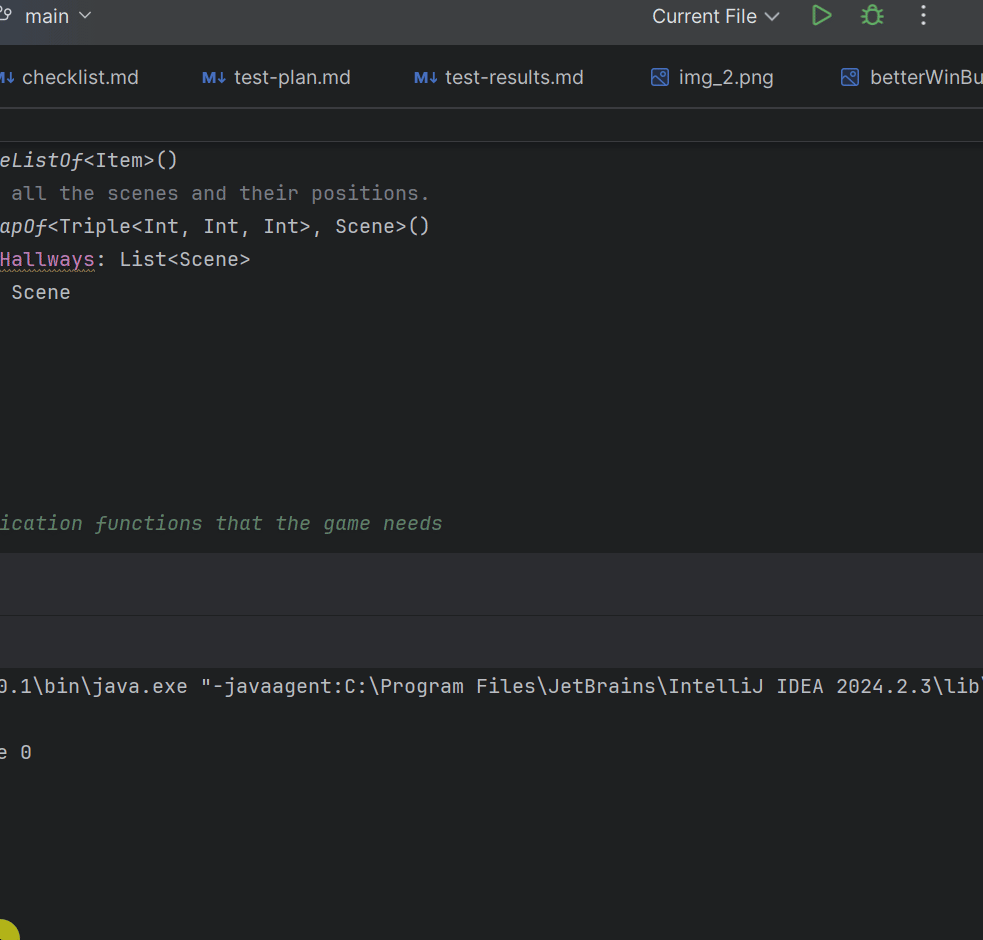 main
Current File
checklist.md
M↓ test-plan.md
M↓ test-results.md
img_2.png
betterWinBu
eListOf<Item>()
all the scenes and their positions.
apOf<Triple<Int, Int, Int>, Scene>()
Hallways: List<Scene>
Scene
ication functions that the game needs
0.1\bin\java.exe "-javaagent:C:\Program Files\JetBrains\IntelliJ IDEA 2024.2.3\lib\
e 0